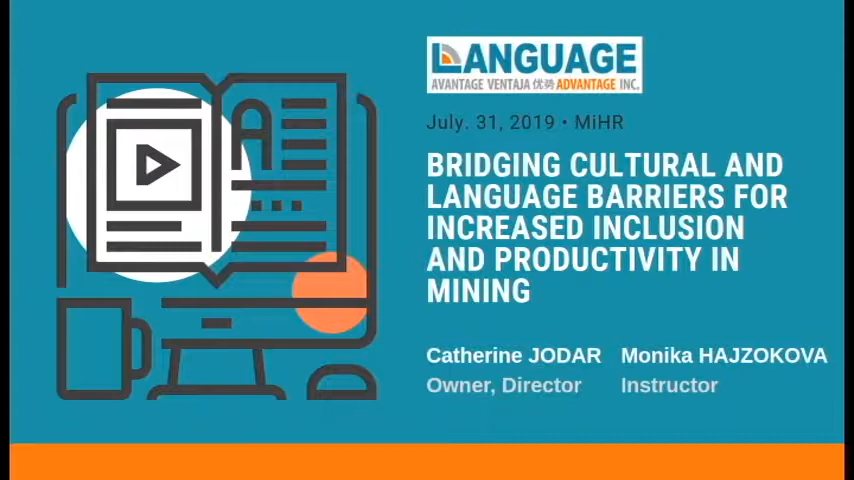 LANGUAGE
AVANTAGE VENTAJA 优势 ADVANTAGE INC.
July. 31, 2019 • MiHR
BRIDGING CULTURAL AND
LANGUAGE BARRIERS FOR
INCREASED INCLUSION
AND PRODUCTIVITY IN
MINING
Catherine JODAR Monika HAJZOKOVA
Owner, Director Instructor
A